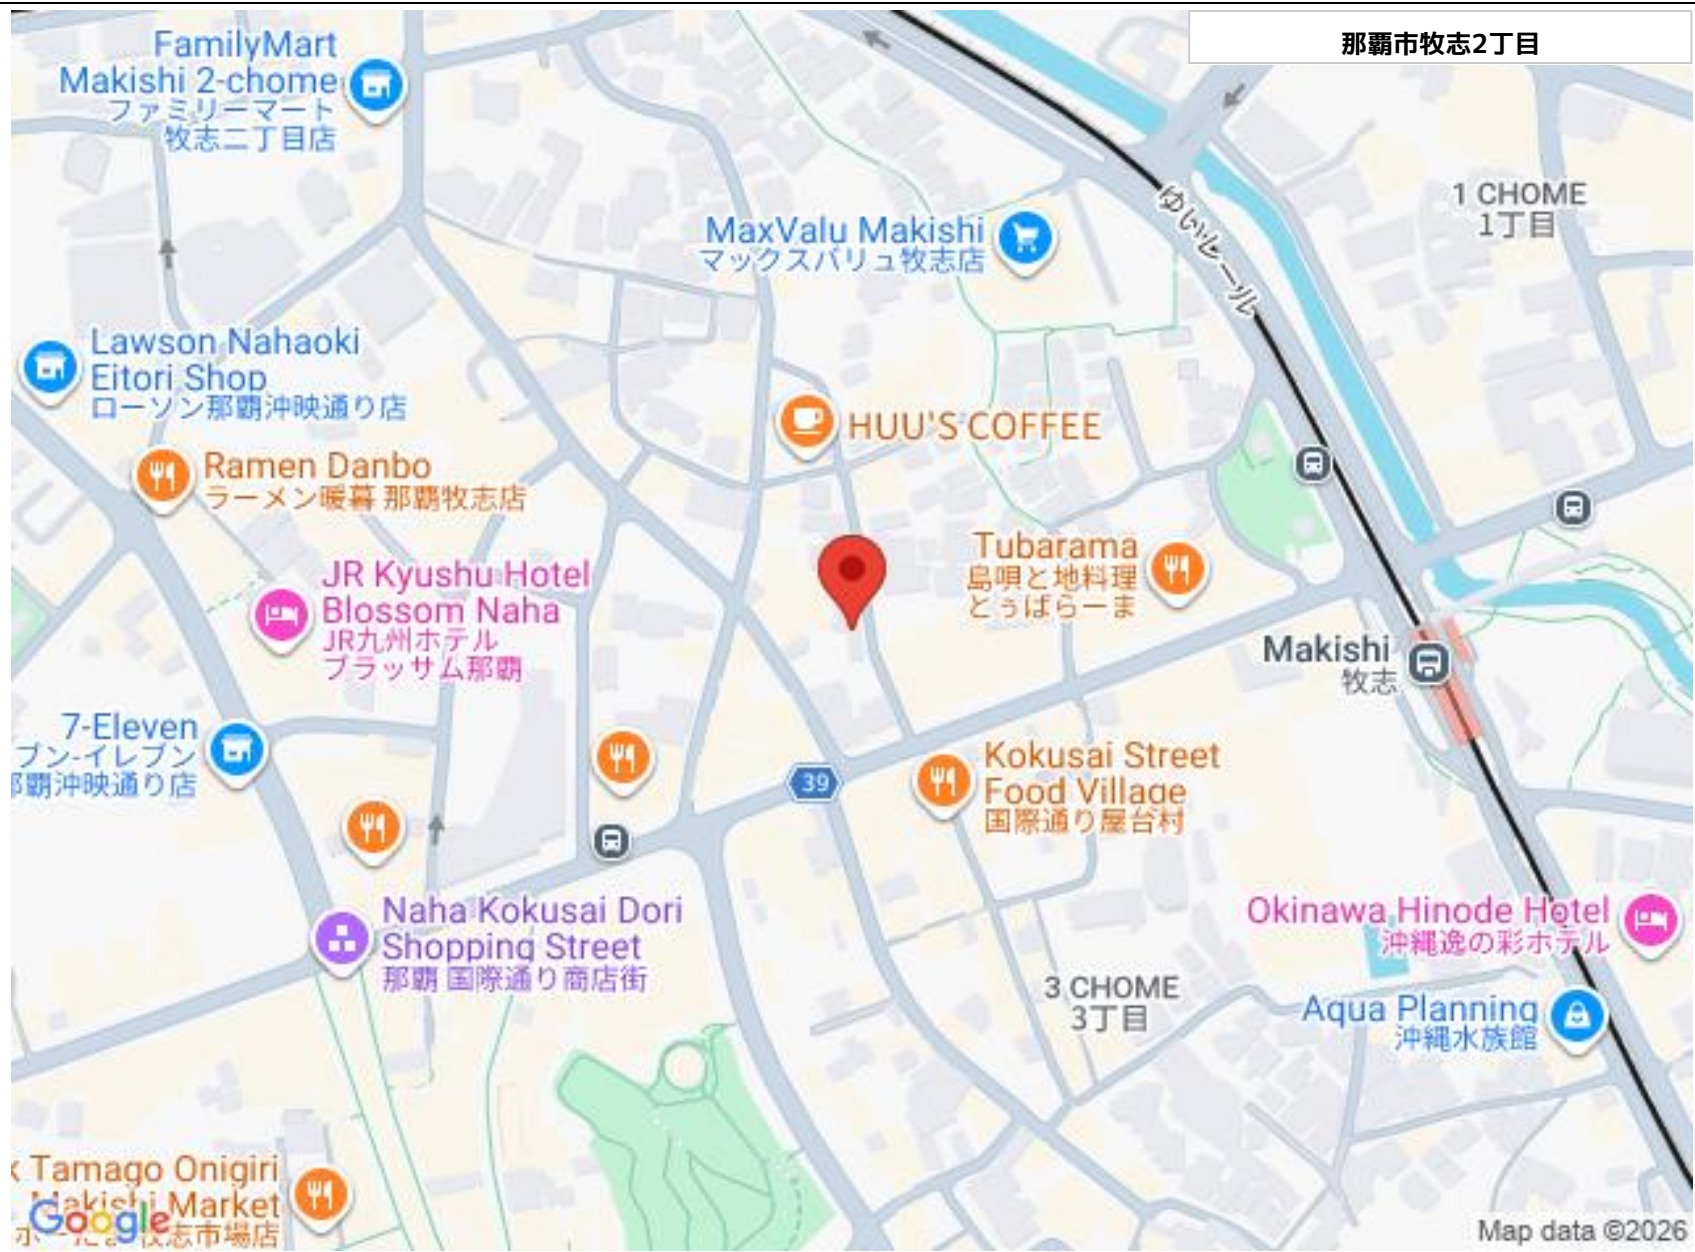 那覇市牧志2丁目
FamilyMart
Makishi 2-chome
ファミリーマート
牧志二丁目店
1 CHOME
1丁目
ゆいレール
MaxValu Makishi
マックスバリュ牧志店
Lawson Nahaoki
Eitori Shop
ローソン那覇沖映通り店
HUU'S COFFEE
Ramen Danbo
ラーメン暖暮 那覇牧志店
Tubarama
島唄と地料理
とぅばらーま
JR Kyushu Hotel
Blossom Naha
JR九州ホテル
ブラッサム那覇
Makishi
牧志
7-Eleven
ブン-イレブン
那覇沖映通り店
39
Kokusai Street
Food Village
国際通り屋台村
Naha Kokusai Dori
Shopping Street
那覇 国際通り商店街
Okinawa Hinode Hotel
沖縄逸の彩ホテル
3 CHOME
3丁目
Aqua Planning
沖縄水族館
Tamago Onigiri
Makishi Market
牧志市場店
Google
Map data ©2026